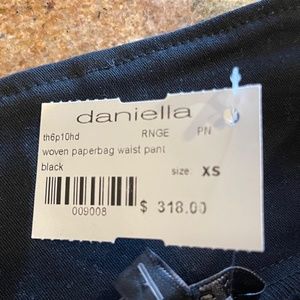 daniella
th6p10hd RNGE PN
woven paperbag waist pant
black
size: XS
009008
$ 318.00